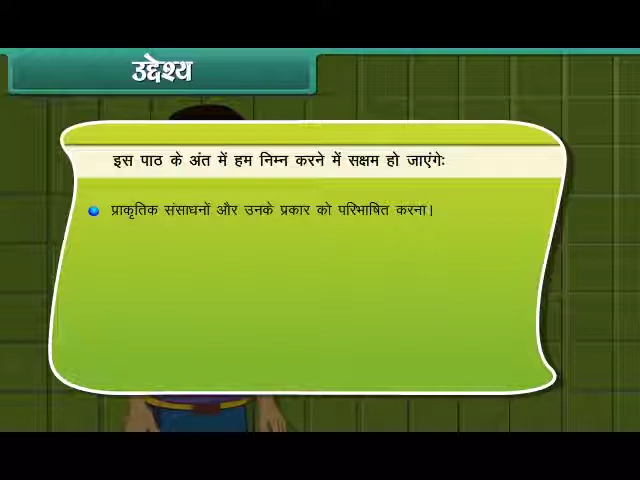 उद्देश्य
इस पाठ के अंत में हम निम्न करने में सक्षम हो जाएंगेः
प्राकृतिक संसाधनों और उनके प्रकार को परिभाषित करना।